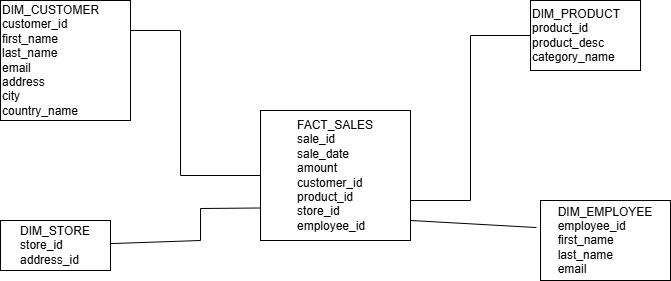 DIM_CUSTOMER
customer_id
first_name
last_name
email
address
city
country_name
DIM_PRODUCT
product_id
product_desc
category_name
FACT_SALES
sale_id
sale_date
amount
customer_id
product_id
store_id
employee_id
DIM_STORE
store_id
address_id
DIM_EMPLOYEE
employee_id
first_name
last_name
email